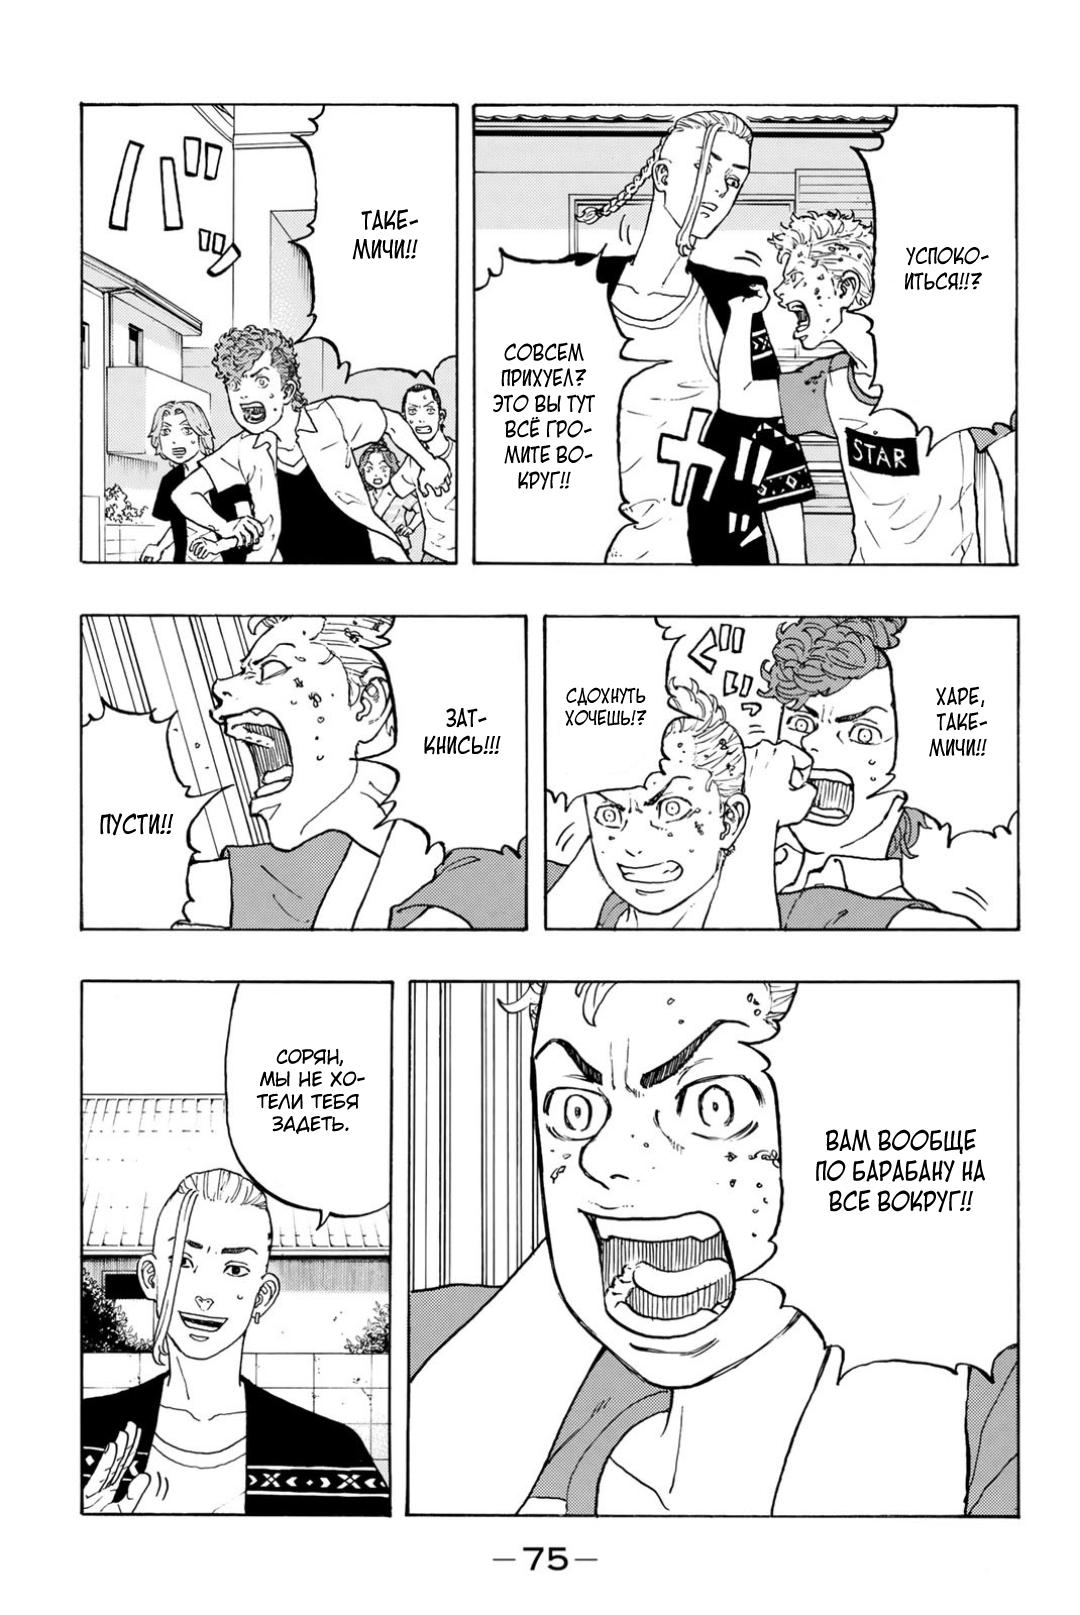 УСПОКО-
ИТЬСЯ!!?
СОВСЕМ
ПРИХУЕЛ?
ЭТО ВЫ ТУТ
ВСЁ ГРО-
МИТЕ ВО-
КРУГ!!
STAR
ガッ
ТАКЕ-
МИЧИ!!
ХАРЕ,
ТАКЕ-
МИЧИ!!
СДОХНУТЬ
ХОЧЕШЬ!?
ЗАТ-
КНИСЬ!!!
ПУСТИ!!
ВАМ ВООБЩЕ
ПО БАРАБАНУ НА
ВСЕ ВОКРУГ!!
СОРЯН,
МЫ НЕ ХО-
ТЕЛИ ТЕБЯ
ЗАДЕТЬ.
—75—